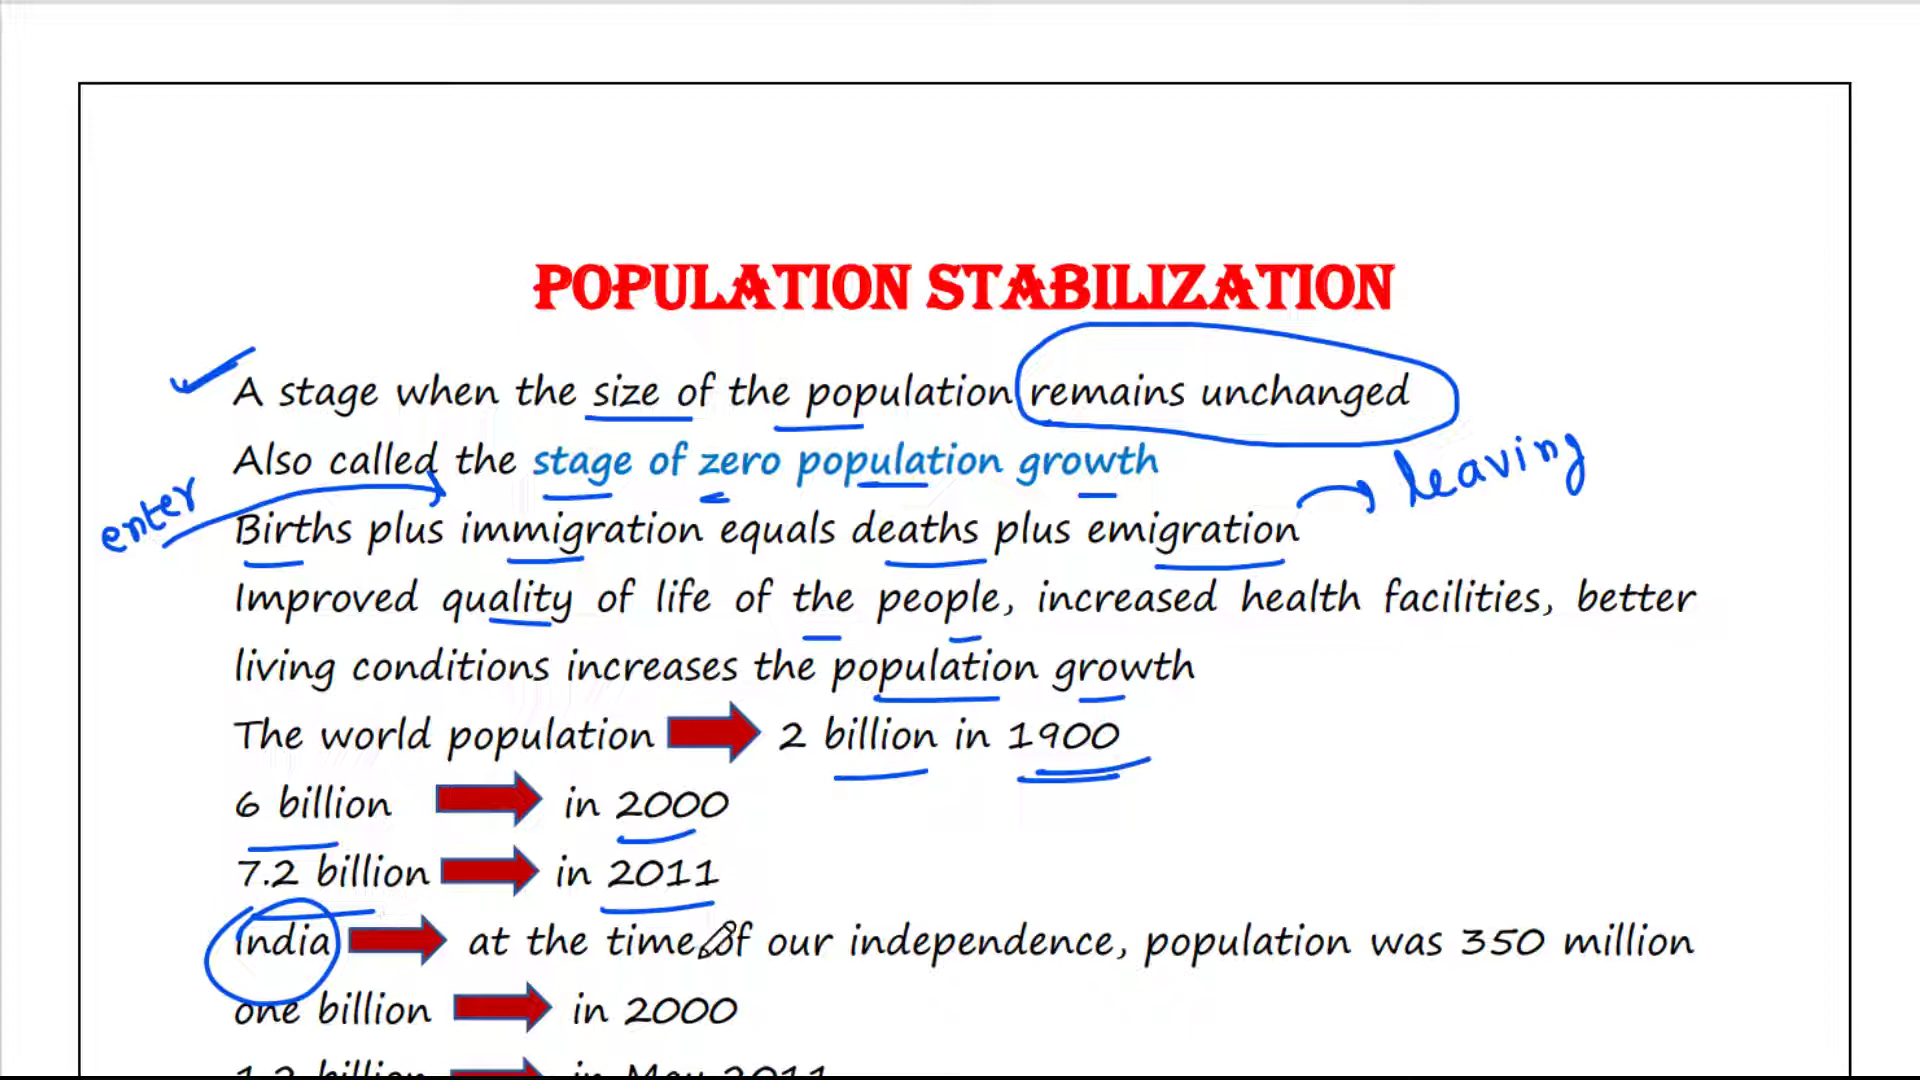 POPULATION STABILIZATION
A stage when the size of the population remains unchanged
Also called the stage of zero population growth
leaving
enter
Births plus immigration equals deaths plus emigration
Improved quality of life of the people, increased health facilities, better
living conditions increases the population growth
The world population 2 billion in 1900
6 billion in 2000
7.2 billion in 2011
India at the time of our independence, population was 350 million
one billion in 2000
billion in May 2011